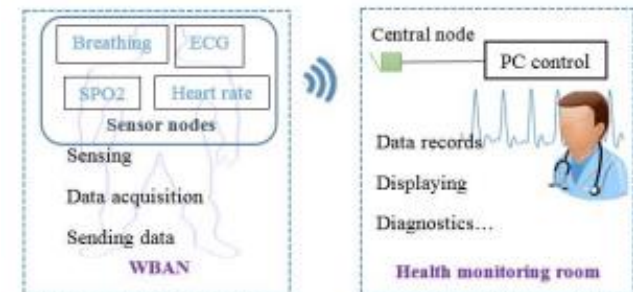 Breathing
ECG
SPO2
Heart rate
Sensor nodes
Sensing
Data acquisition
Sending data
WBAN
Central node
PC control
Data records
Displaying
Diagnostics…
Health monitoring room